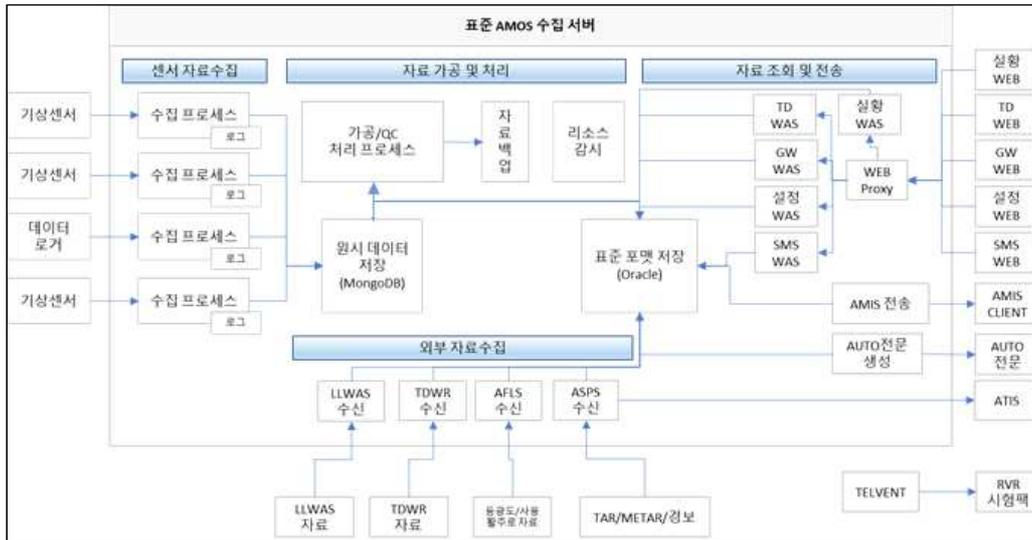 표준 AMOS 수집 서버
센서 자료수집
자료 가공 및 처리
자료 조회 및 전송
기상센서
수집 프로세스
로그
기상센서
수집 프로세스
로그
데이터
로거
수집 프로세스
로그
기상센서
수집 프로세스
로그
가공/QC
처리 프로세스
자
료
백
업
리소스
감시
원시 데이터
저장
(MongoDB)
표준 포맷 저장
(Oracle)
TD
WAS
GW
WAS
설정
WAS
SMS
WAS
실황
WAS
WEB
Proxy
실황
WEB
TD
WEB
GW
WEB
설정
WEB
SMS
WEB
AMIS 전송
AMIS
CLIENT
AUTO전문
생성
AUTO
전문
ATIS
외부 자료수집
LLWAS
수신
TDWR
수신
AFLS
수신
ASPS
수신
LLWAS
자료
TDWR
자료
등광도/사용
활주로 자료
TAR/METAR/경보
TELVENT
RVR
시험팩